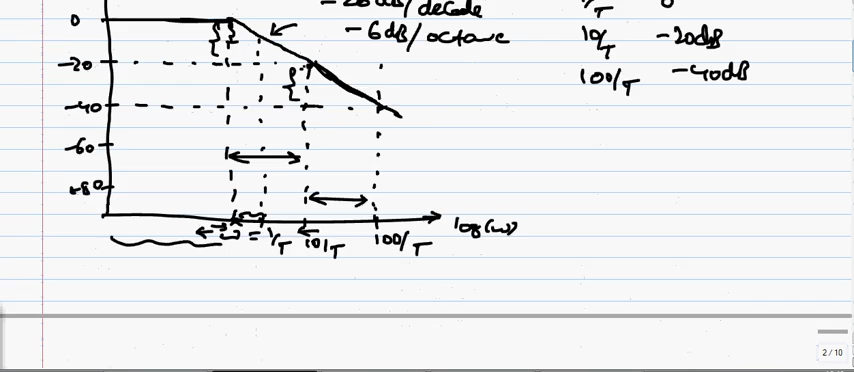 -20dB/decade 1/T 0
-6dB/octave 10/T -20dB
100/T -40dB
0
-20
-40
-60
-80
ω = 1/T 10/T 100/T log(ω)
2 / 10